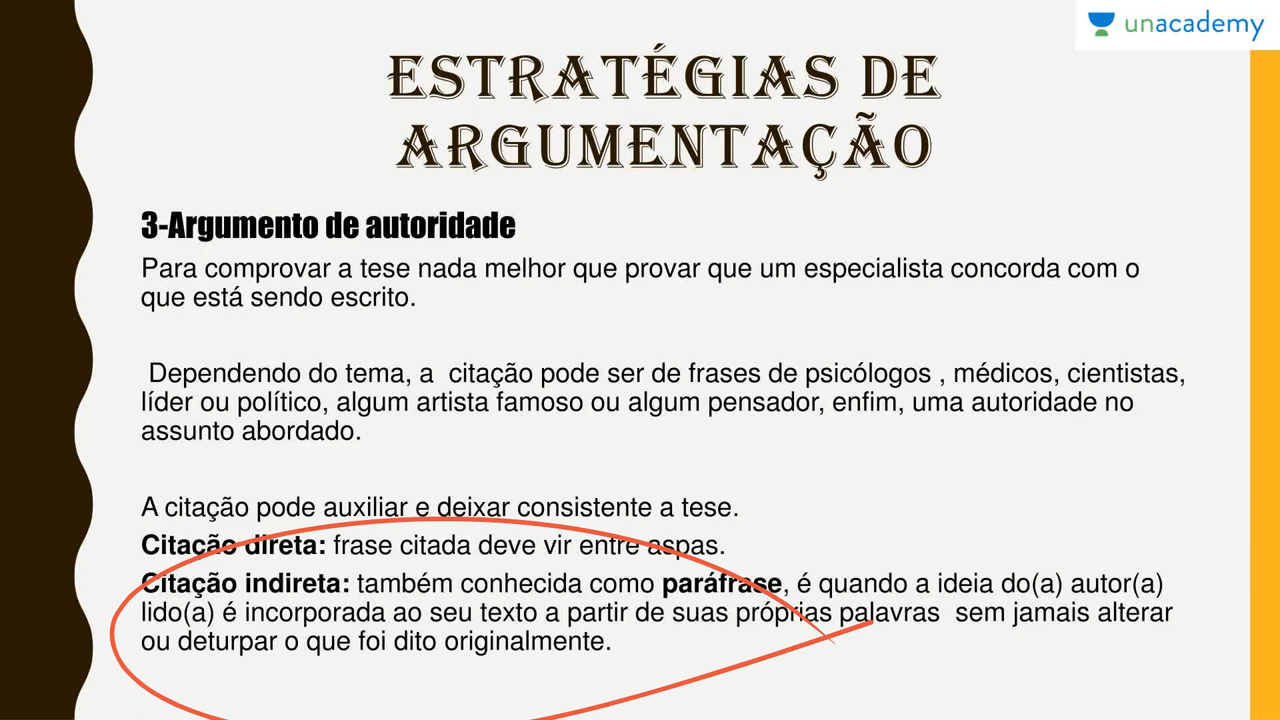 unacademy
ESTRATÉGIAS DE
ARGUMENTAÇÃO
3-Argumento de autoridade
Para comprovar a tese nada melhor que provar que um especialista concorda com o
que está sendo escrito.
Dependendo do tema, a  citação pode ser de frases de psicólogos , médicos, cientistas,
líder ou político, algum artista famoso ou algum pensador, enfim, uma autoridade no
assunto abordado.
A citação pode auxiliar e deixar consistente a tese.
Citação direta: frase citada deve vir entre aspas.
Citação indireta: também conhecida como paráfrase, é quando a ideia do(a) autor(a)
lido(a) é incorporada ao seu texto a partir de suas próprias palavras  sem jamais alterar
ou deturpar o que foi dito originalmente.